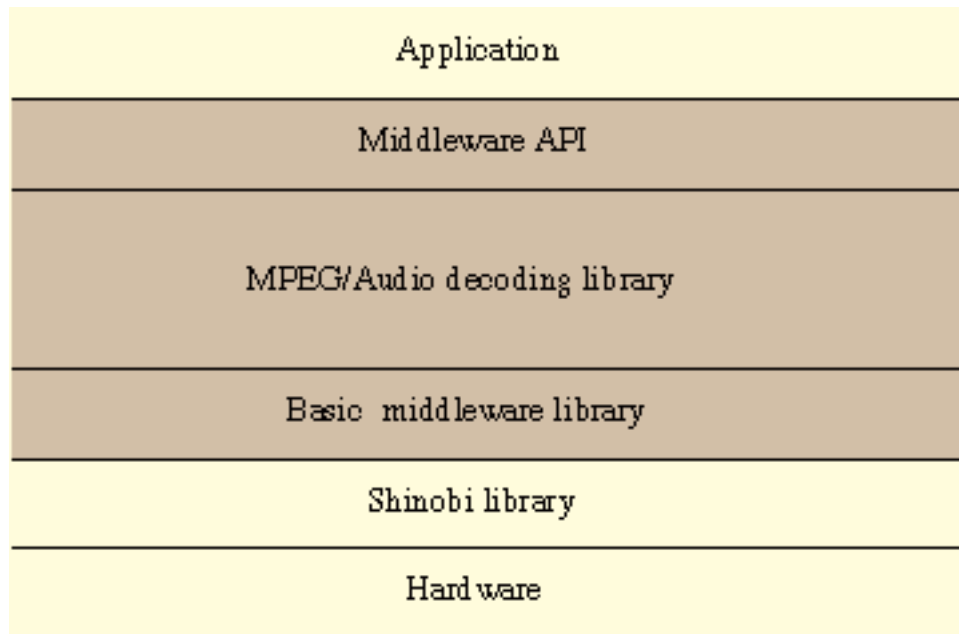 Application
Middleware API
MPEG/Audio decoding library
Basic middleware library
Shinobi library
Hardware